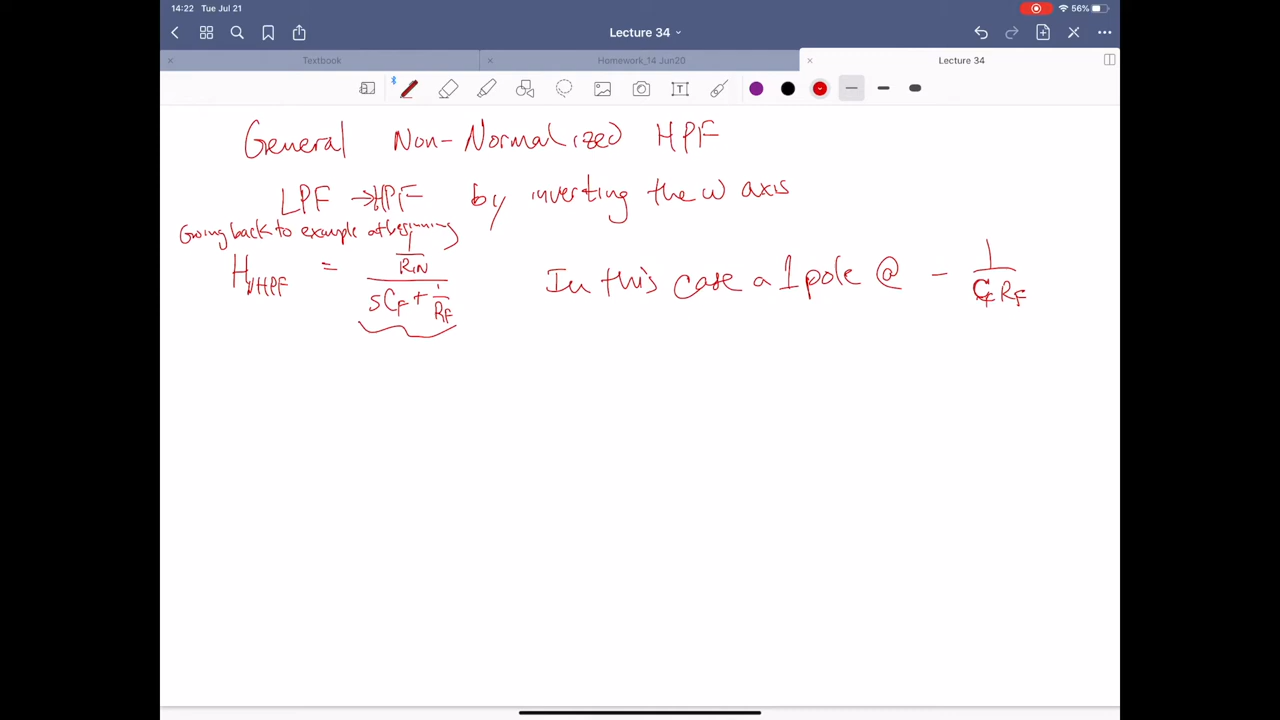 14:22 Tue Jul 21
56%
Lecture 34
Textbook
Homework_14 Jun20
Lecture 34
General Non-Normalized HPF
LPF → HPF by inverting the ω axis
Going back to example at beginning
H_HPF = (1/R_IN) / (sC_F + 1/R_F) In this case a 1 pole @ - 1/(C_F R_F)